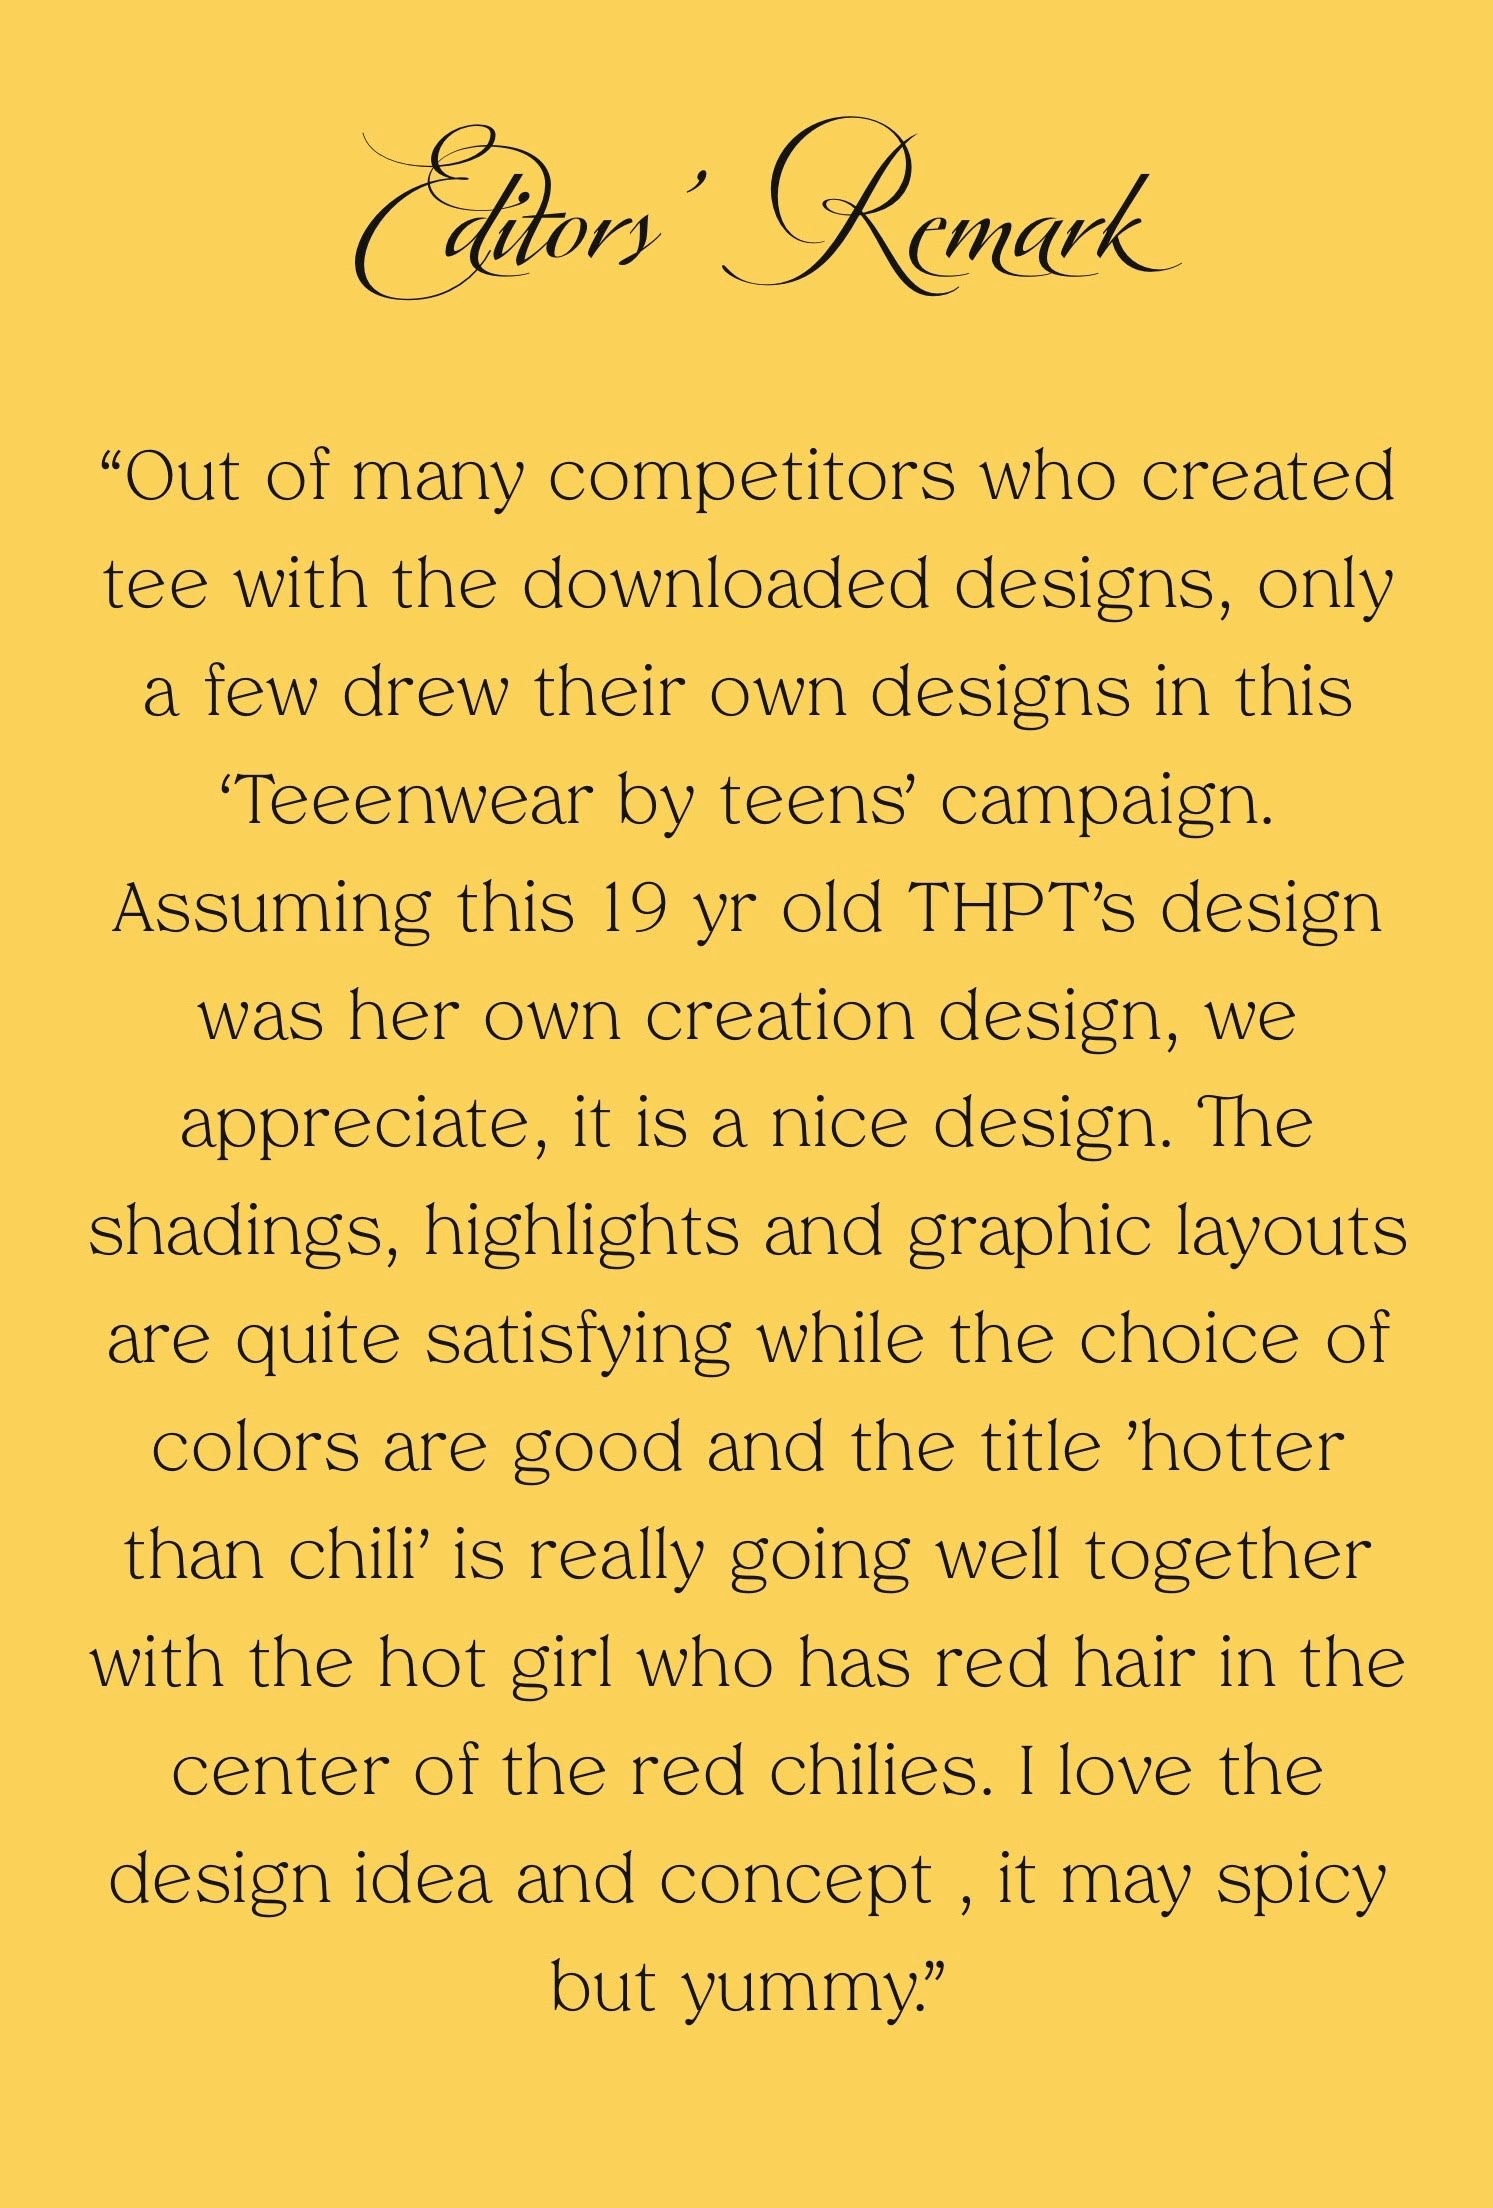 Editors’ Remark
“Out of many competitors who created
tee with the downloaded designs, only
a few drew their own designs in this
‘Teeenwear by teens’ campaign.
Assuming this 19 yr old THPT’s design
was her own creation design, we
appreciate, it is a nice design. The
shadings, highlights and graphic layouts
are quite satisfying while the choice of
colors are good and the title ’hotter
than chili’ is really going well together
with the hot girl who has red hair in the
center of the red chilies. I love the
design idea and concept , it may spicy
but yummy.”